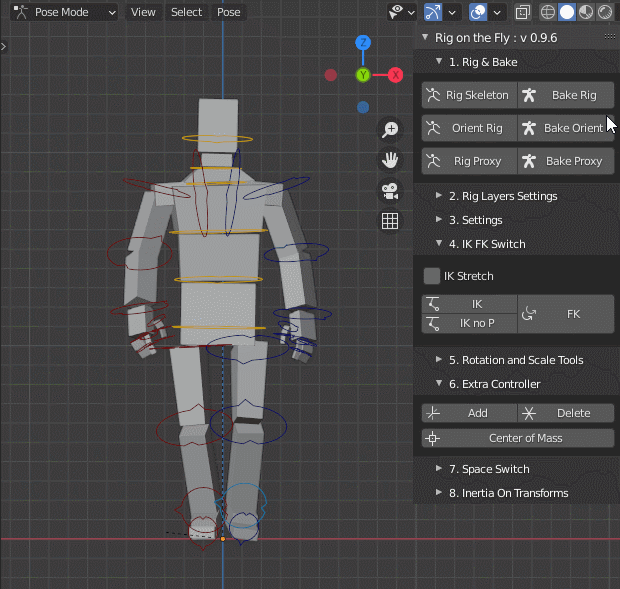 Pose Mode View Select Pose
Rig on the Fly : v 0.9.6
1. Rig & Bake
Rig Skeleton Bake Rig
Orient Rig Bake Orient
Rig Proxy Bake Proxy
2. Rig Layers Settings
3. Settings
4. IK FK Switch
IK Stretch
IK
FK
IK no P
5. Rotation and Scale Tools
6. Extra Controller
Add Delete
Center of Mass
7. Space Switch
8. Inertia On Transforms
Z
Y
X